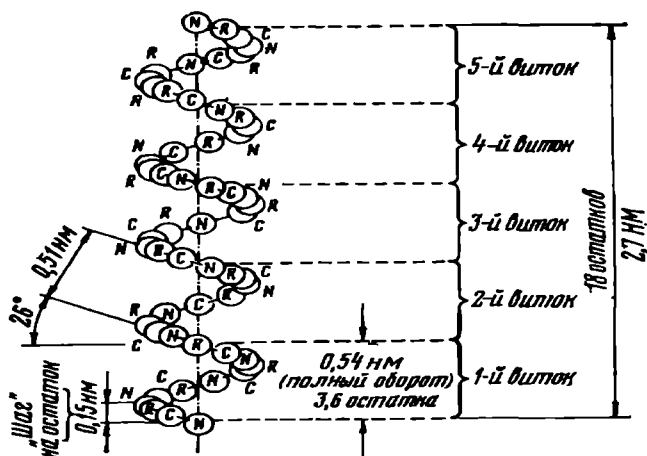 N R C
N
C N C R
R
N R C N R
C
N R N
C
R C N R C N
R N
C C
N R C N R C
N
R N C R
C N R C N
R
N C R N C
R C N
5-й виток
4-й виток
3-й виток
2-й виток
1-й виток
18 остатков
2,7 НМ
0,51 НМ
26°
0,54 НМ
(полный оборот)
3,6 остатка
„Шаг"
на остаток
0,15 НМ